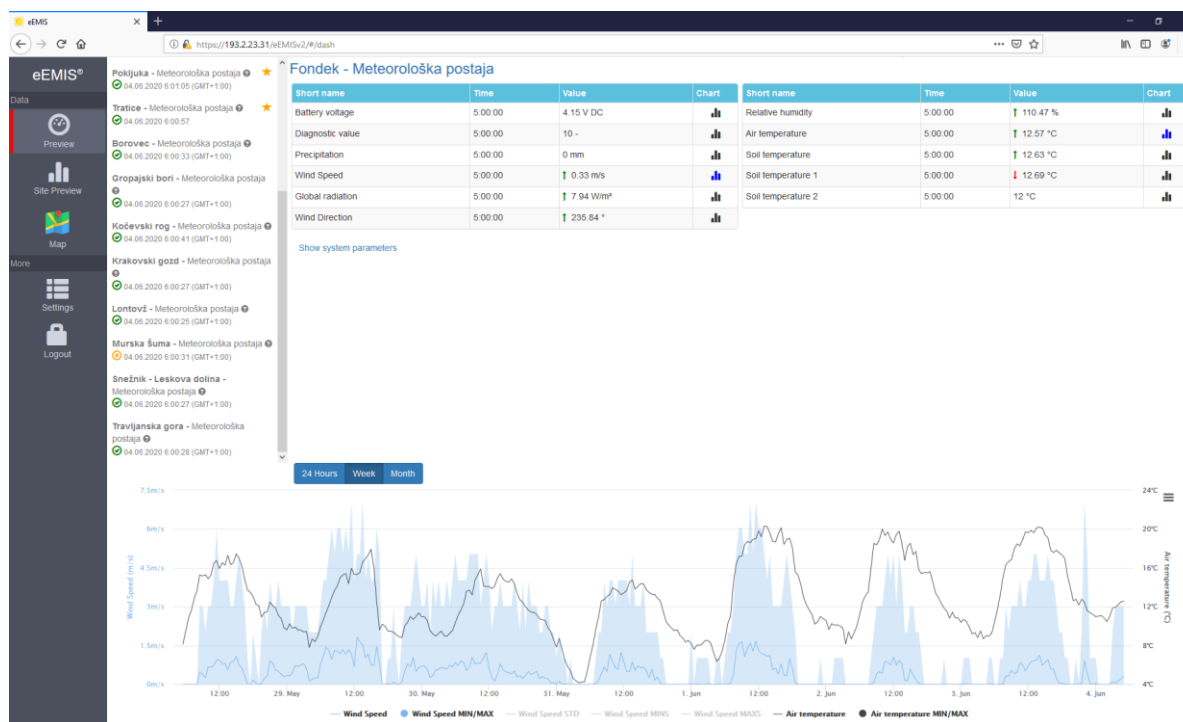 eEMIS
https://193.2.23.31/eEMISv2/#/dash
eEMIS®
Data
Preview
Site Preview
Map
More
Settings
Logout
Pokljuka - Meteorološka postaja
04.06.2020 6:01:05 (GMT+1:00)
Tratice - Meteorološka postaja
04.06.2020 6:00:57
Borovec - Meteorološka postaja
04.06.2020 6:00:33 (GMT+1:00)
Gropajski bori - Meteorološka postaja
04.06.2020 6:00:27 (GMT+1:00)
Kočevski rog - Meteorološka postaja
04.06.2020 6:00:41 (GMT+1:00)
Krakovski gozd - Meteorološka postaja
04.06.2020 6:00:27 (GMT+1:00)
Lontovž - Meteorološka postaja
04.06.2020 6:00:25 (GMT+1:00)
Murska Šuma - Meteorološka postaja
04.06.2020 6:00:31 (GMT+1:00)
Snežnik - Leskova dolina -
Meteorološka postaja
04.06.2020 6:00:27 (GMT+1:00)
Travljanska gora - Meteorološka
postaja
04.06.2020 6:00:28 (GMT+1:00)
Fondek - Meteorološka postaja
Short name Time Value Chart
Battery voltage 5:00:00 4.15 V DC
Diagnostic value 5:00:00 10 -
Precipitation 5:00:00 0 mm
Wind Speed 5:00:00 0.33 m/s
Global radiation 5:00:00 7.94 W/m²
Wind Direction 5:00:00 235.84 °
Short name Time Value Chart
Relative humidity 5:00:00 110.47 %
Air temperature 5:00:00 12.57 °C
Soil temperature 5:00:00 12.63 °C
Soil temperature 1 5:00:00 12.69 °C
Soil temperature 2 5:00:00 12 °C
Show system parameters
24 Hours Week Month
7.5m/s
6m/s
4.5m/s
3m/s
1.5m/s
0m/s
Wind Speed (m/s)
24°C
20°C
16°C
12°C
8°C
4°C
Air temperature (°C)
12:00 29. May 12:00 30. May 12:00 31. May 12:00 1. Jun 12:00 2. Jun 12:00 3. Jun 12:00 4. Jun
Wind Speed Wind Speed MIN/MAX Wind Speed STD Wind Speed MINS Wind Speed MAXS Air temperature Air temperature MIN/MAX